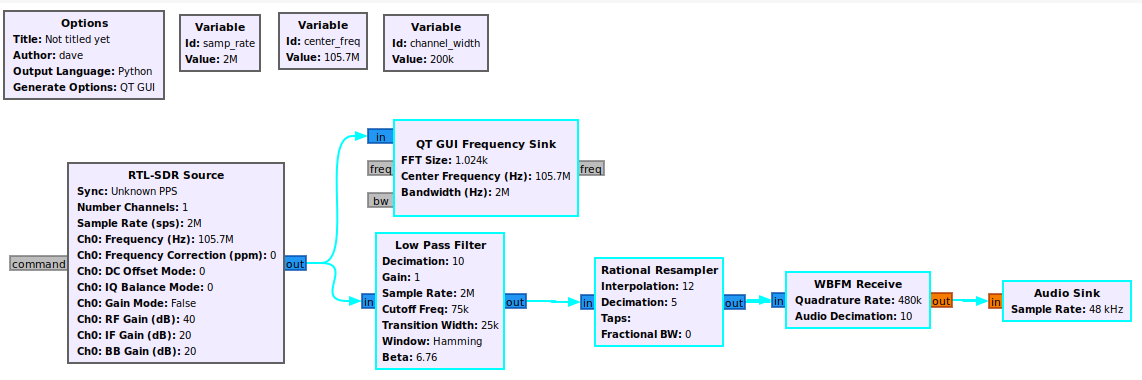 Options
Title: Not titled yet
Author: dave
Output Language: Python
Generate Options: QT GUI
Variable
Id: samp_rate
Value: 2M
Variable
Id: center_freq
Value: 105.7M
Variable
Id: channel_width
Value: 200k
RTL-SDR Source
Sync: Unknown PPS
Number Channels: 1
Sample Rate (sps): 2M
Ch0: Frequency (Hz): 105.7M
Ch0: Frequency Correction (ppm): 0
Ch0: DC Offset Mode: 0
Ch0: IQ Balance Mode: 0
Ch0: Gain Mode: False
Ch0: RF Gain (dB): 40
Ch0: IF Gain (dB): 20
Ch0: BB Gain (dB): 20
command
out
in
freq
bw
QT GUI Frequency Sink
FFT Size: 1.024k
Center Frequency (Hz): 105.7M
Bandwidth (Hz): 2M
freq
in
Low Pass Filter
Decimation: 10
Gain: 1
Sample Rate: 2M
Cutoff Freq: 75k
Transition Width: 25k
Window: Hamming
Beta: 6.76
out
in
Rational Resampler
Interpolation: 12
Decimation: 5
Taps:
Fractional BW: 0
out
in
WBFM Receive
Quadrature Rate: 480k
Audio Decimation: 10
out
in
Audio Sink
Sample Rate: 48 kHz